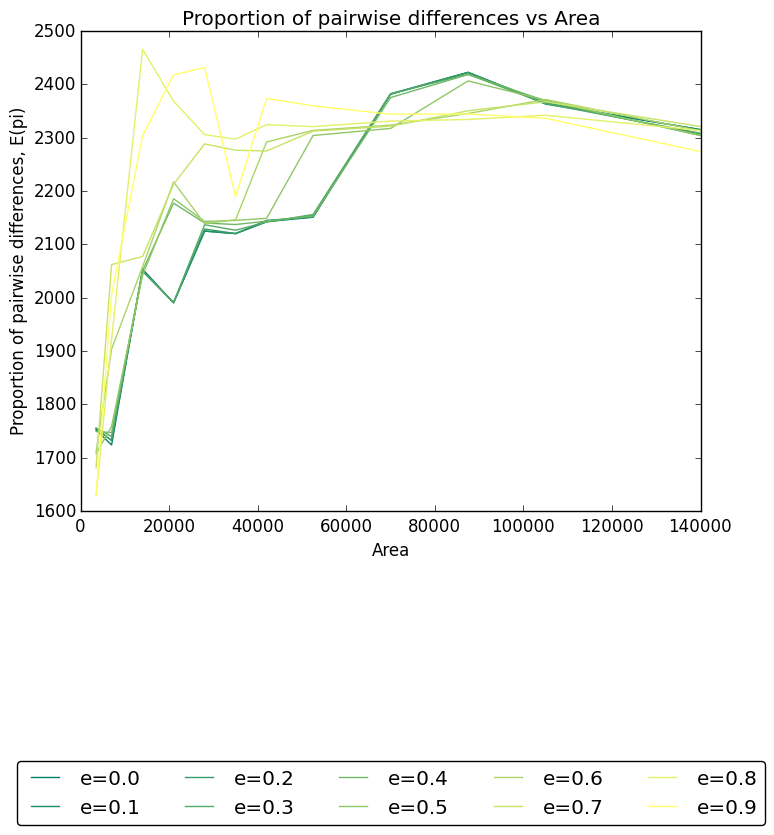 Proportion of pairwise differences vs Area
Proportion of pairwise differences, E(pi)
2500
2400
2300
2200
2100
2000
1900
1800
1700
1600
0 20000 40000 60000 80000 100000 120000 140000
Area
e=0.0 e=0.2 e=0.4 e=0.6 e=0.8
e=0.1 e=0.3 e=0.5 e=0.7 e=0.9